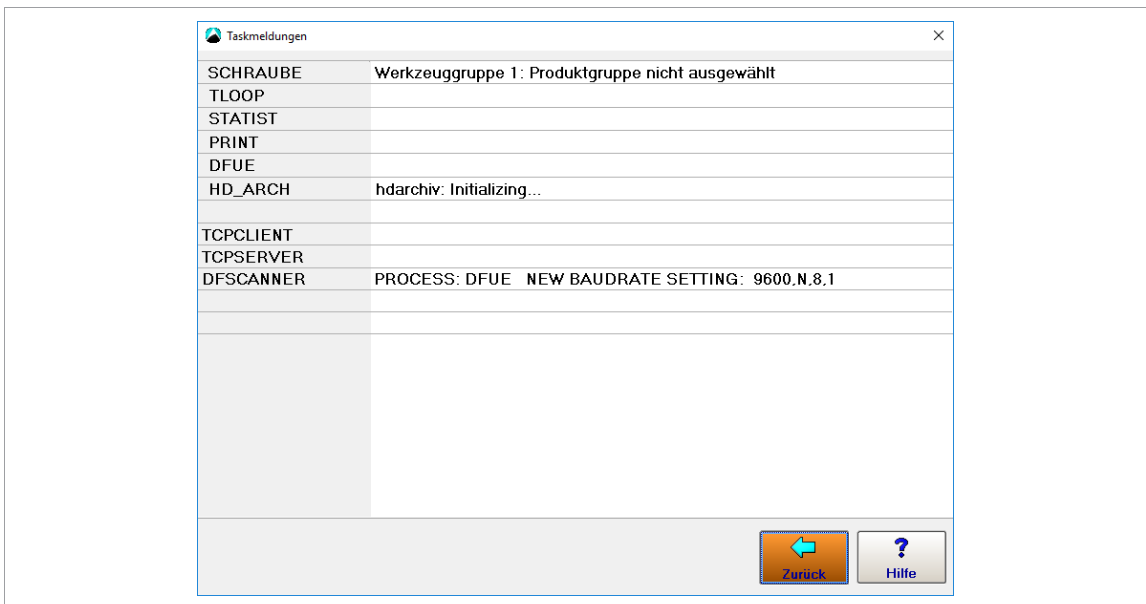 Taskmeldungen
SCHRAUBE Werkzeuggruppe 1: Produktgruppe nicht ausgewählt
TLOOP
STATIST
PRINT
DFUE
HD_ARCH hdarchiv: Initializing...
TCPCLIENT
TCPSERVER
DFSCANNER PROCESS: DFUE NEW BAUDRATE SETTING: 9600,N,8,1
Zurück
Hilfe